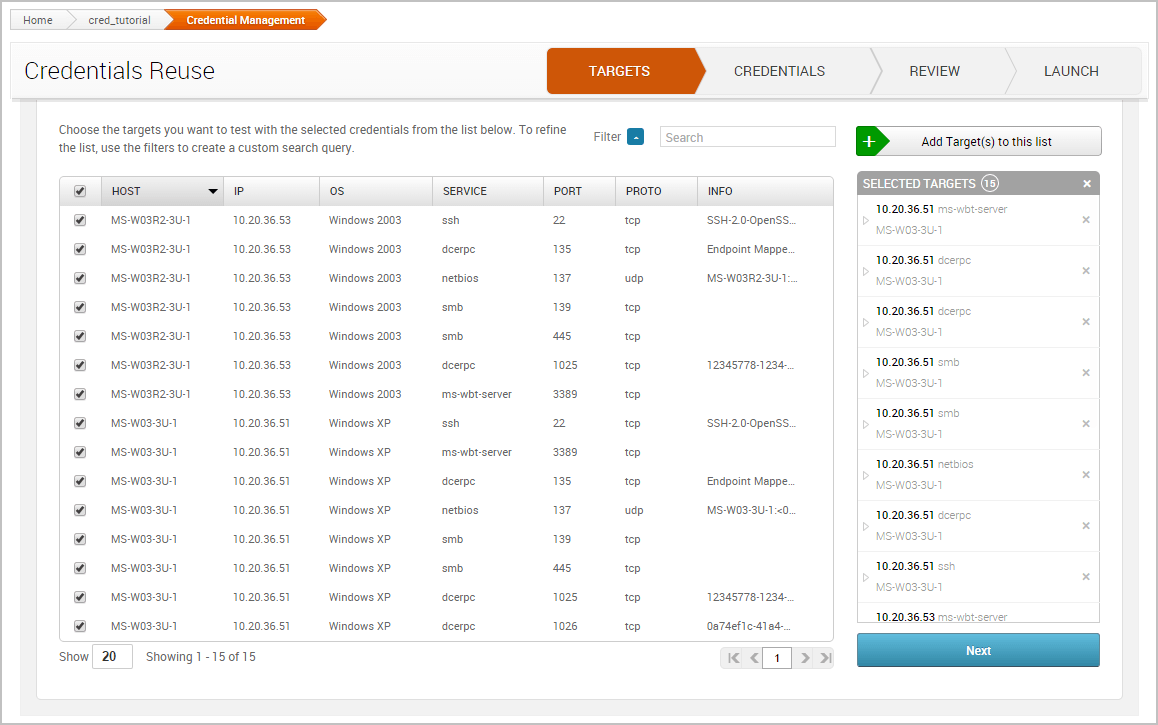 Home cred_tutorial Credential Management
Credentials Reuse
TARGETS CREDENTIALS REVIEW LAUNCH
Choose the targets you want to test with the selected credentials from the list below. To refine
the list, use the filters to create a custom search query.
Filter Search
Add Target(s) to this list
HOST IP OS SERVICE PORT PROTO INFO
MS-W03R2-3U-1 10.20.36.53 Windows 2003 ssh 22 tcp SSH-2.0-OpenSS...
MS-W03R2-3U-1 10.20.36.53 Windows 2003 dcerpc 135 tcp Endpoint Mappe...
MS-W03R2-3U-1 10.20.36.53 Windows 2003 netbios 137 udp MS-W03R2-3U-1:...
MS-W03R2-3U-1 10.20.36.53 Windows 2003 smb 139 tcp
MS-W03R2-3U-1 10.20.36.53 Windows 2003 smb 445 tcp
MS-W03R2-3U-1 10.20.36.53 Windows 2003 dcerpc 1025 tcp 12345778-1234-...
MS-W03R2-3U-1 10.20.36.53 Windows 2003 ms-wbt-server 3389 tcp
MS-W03-3U-1 10.20.36.51 Windows XP ssh 22 tcp SSH-2.0-OpenSS...
MS-W03-3U-1 10.20.36.51 Windows XP ms-wbt-server 3389 tcp
MS-W03-3U-1 10.20.36.51 Windows XP dcerpc 135 tcp Endpoint Mappe...
MS-W03-3U-1 10.20.36.51 Windows XP netbios 137 udp MS-W03-3U-1:<0...
MS-W03-3U-1 10.20.36.51 Windows XP smb 139 tcp
MS-W03-3U-1 10.20.36.51 Windows XP smb 445 tcp
MS-W03-3U-1 10.20.36.51 Windows XP dcerpc 1025 tcp 12345778-1234-...
MS-W03-3U-1 10.20.36.51 Windows XP dcerpc 1026 tcp 0a74ef1c-41a4-...
Show 20 Showing 1 - 15 of 15
1
SELECTED TARGETS 15
10.20.36.51 ms-wbt-server
MS-W03-3U-1
10.20.36.51 dcerpc
MS-W03-3U-1
10.20.36.51 dcerpc
MS-W03-3U-1
10.20.36.51 smb
MS-W03-3U-1
10.20.36.51 smb
MS-W03-3U-1
10.20.36.51 netbios
MS-W03-3U-1
10.20.36.51 dcerpc
MS-W03-3U-1
10.20.36.51 ssh
MS-W03-3U-1
10.20.36.53 ms-wbt-server
Next